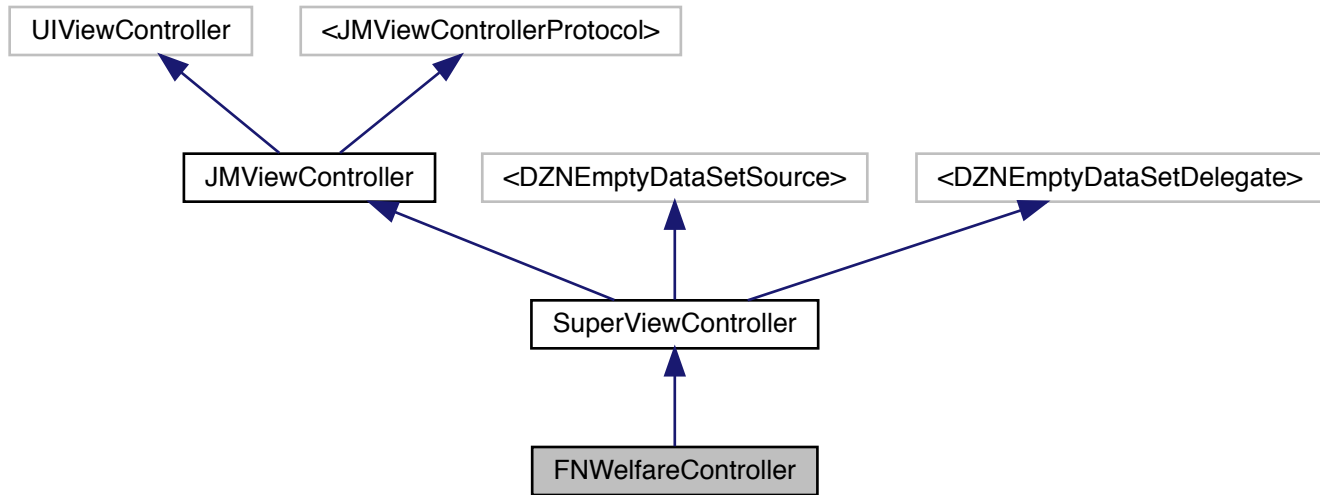 UIViewController
<JMViewControllerProtocol>
JMViewController
<DZNEmptyDataSetSource>
<DZNEmptyDataSetDelegate>
SuperViewController
FNWelfareController